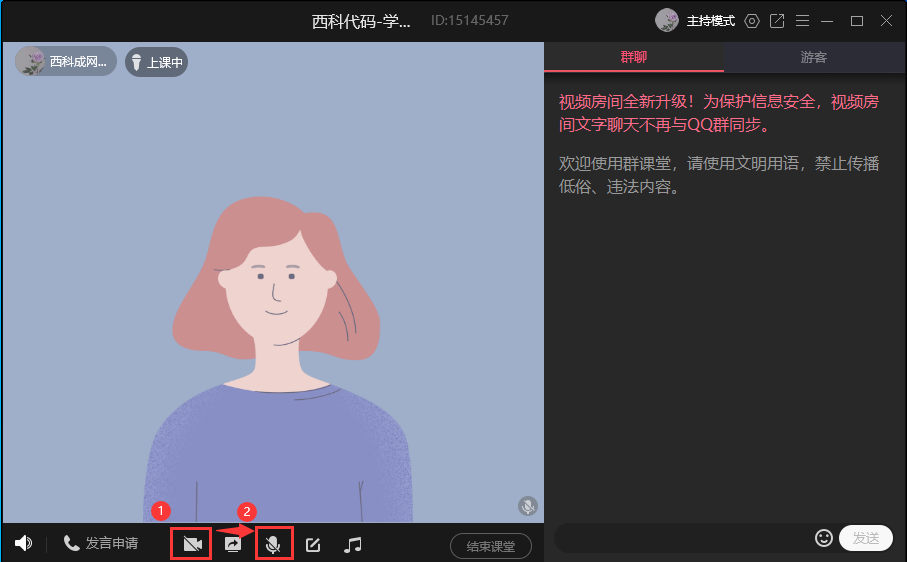 西科代码-学... ID:15145457 主持模式
西科成网... 上课中
群聊 游客
视频房间全新升级！为保护信息安全，视频房
间文字聊天不再与QQ群同步。
欢迎使用群课堂，请使用文明用语，禁止传播
低俗、违法内容。
1 2
发言申请 结束课堂 发送